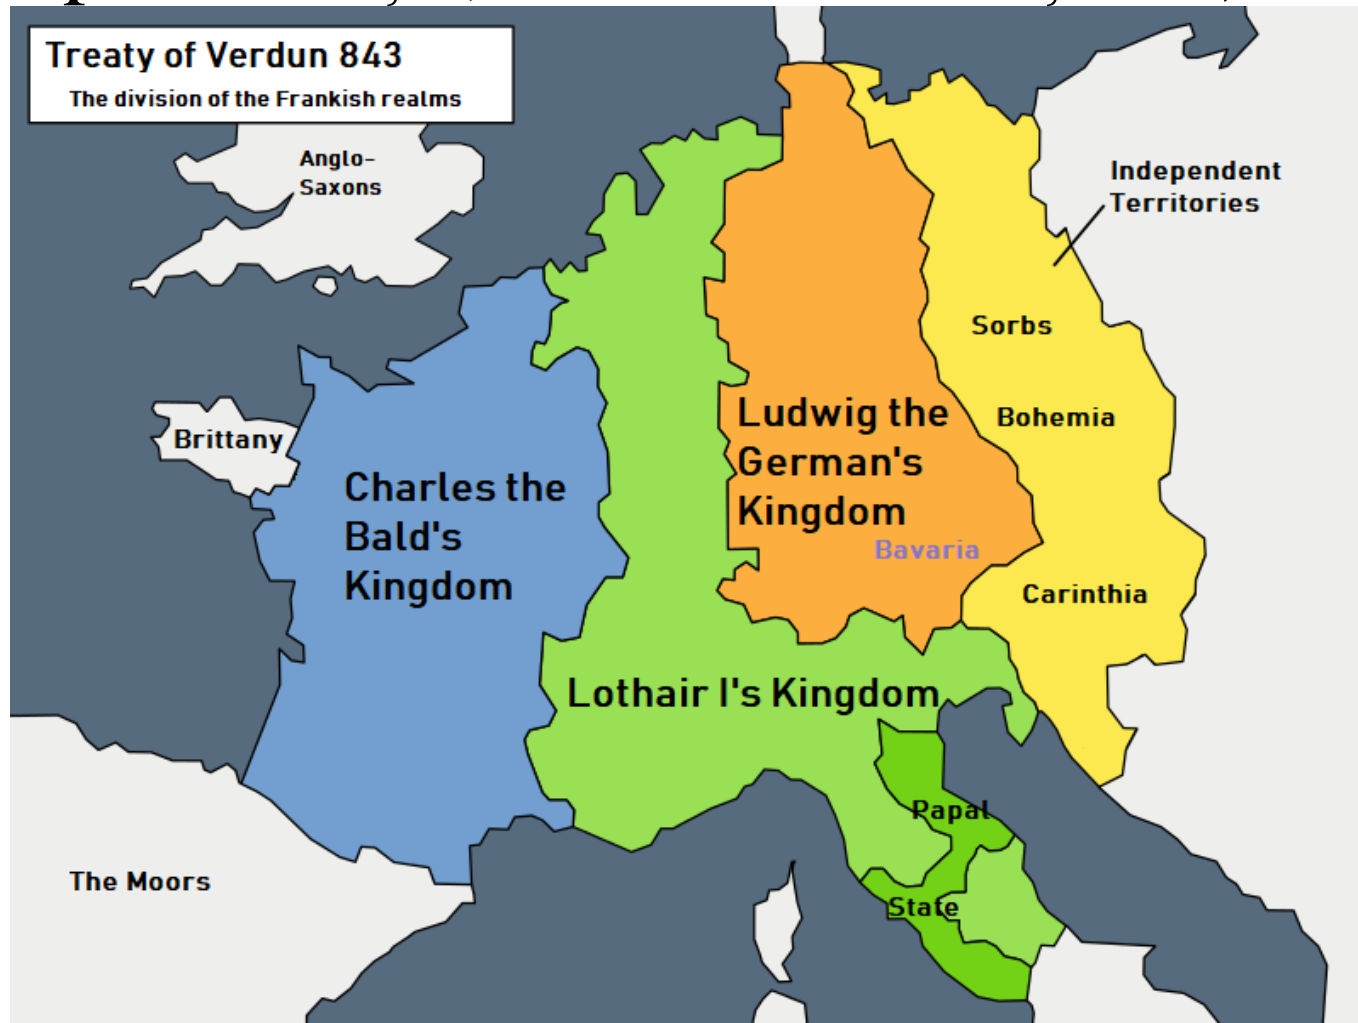 Treaty of Verdun 843
The division of the Frankish realms
Anglo-
Saxons
Independent
Territories
Sorbs
Brittany
Bohemia
Charles the
Bald's
Kingdom
Ludwig the
German's
Kingdom
Bavaria
Carinthia
Lothair I's Kingdom
Papal
State
The Moors